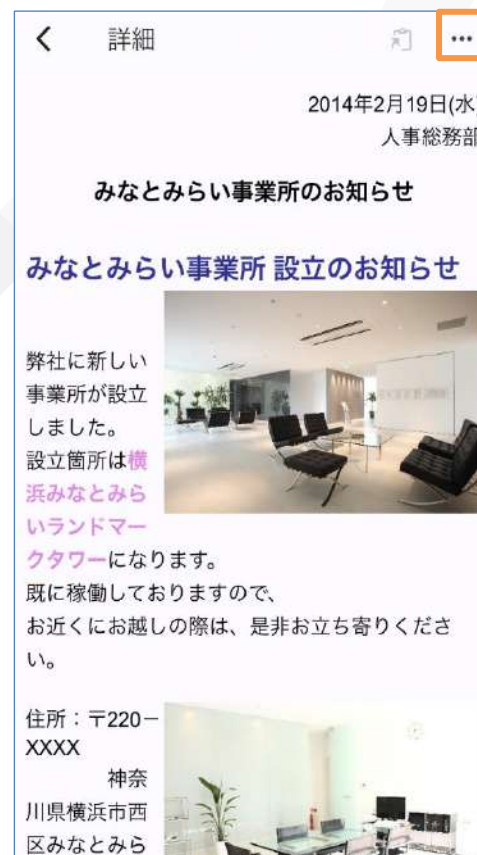 詳細
2014年2月19日(水
人事総務部
みなとみらい事業所のお知らせ
みなとみらい事業所 設立のお知らせ
弊社に新しい
事業所が設立
しました。
設立箇所は横
浜みなとみら
いランドマー
クタワーになります。
既に稼働しておりますので、
お近くにお越しの際は、是非お立ち寄りくださ
い。
住所：〒220－
XXXX
神奈
川県横浜市西
区みなとみら